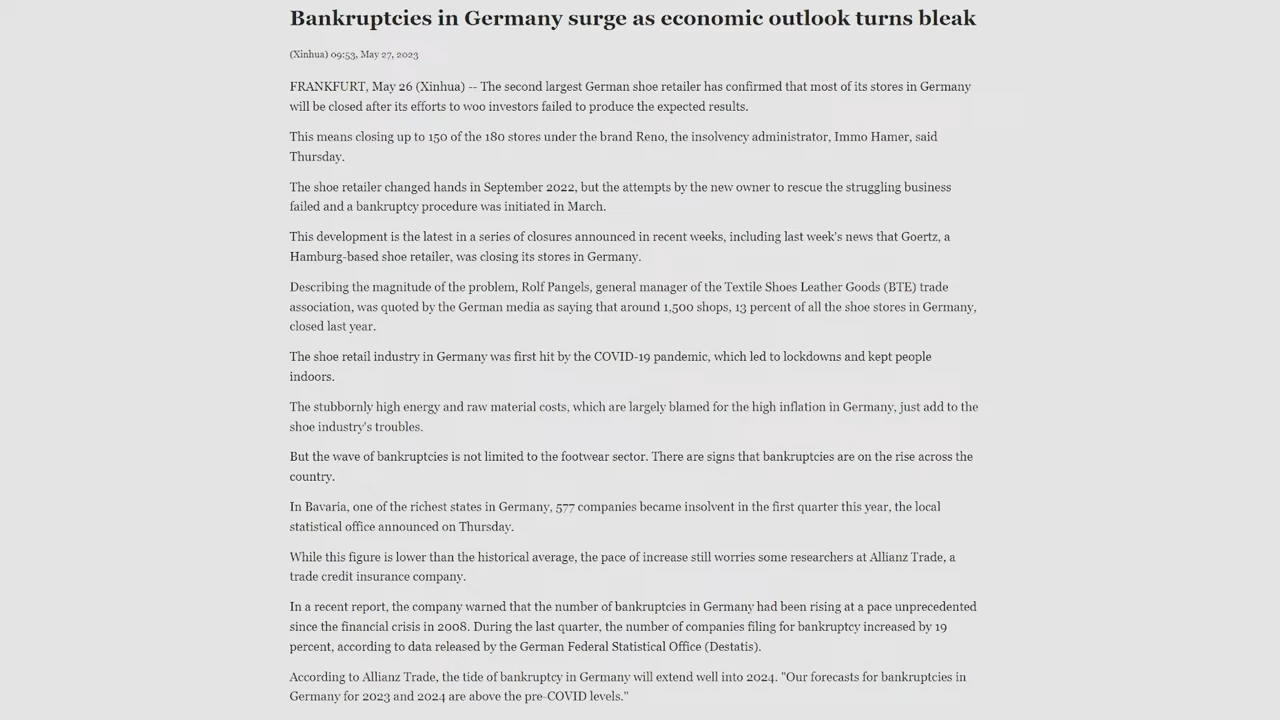 Bankruptcies in Germany surge as economic outlook turns bleak
(Xinhua) 09:53, May 27, 2023
FRANKFURT, May 26 (Xinhua) -- The second largest German shoe retailer has confirmed that most of its stores in Germany
will be closed after its efforts to woo investors failed to produce the expected results.
This means closing up to 150 of the 180 stores under the brand Reno, the insolvency administrator, Immo Hamer, said
Thursday.
The shoe retailer changed hands in September 2022, but the attempts by the new owner to rescue the struggling business
failed and a bankruptcy procedure was initiated in March.
This development is the latest in a series of closures announced in recent weeks, including last week's news that Goertz, a
Hamburg-based shoe retailer, was closing its stores in Germany.
Describing the magnitude of the problem, Rolf Pangels, general manager of the Textile Shoes Leather Goods (BTE) trade
association, was quoted by the German media as saying that around 1,500 shops, 13 percent of all the shoe stores in Germany,
closed last year.
The shoe retail industry in Germany was first hit by the COVID-19 pandemic, which led to lockdowns and kept people
indoors.
The stubbornly high energy and raw material costs, which are largely blamed for the high inflation in Germany, just add to the
shoe industry's troubles.
But the wave of bankruptcies is not limited to the footwear sector. There are signs that bankruptcies are on the rise across the
country.
In Bavaria, one of the richest states in Germany, 577 companies became insolvent in the first quarter this year, the local
statistical office announced on Thursday.
While this figure is lower than the historical average, the pace of increase still worries some researchers at Allianz Trade, a
trade credit insurance company.
In a recent report, the company warned that the number of bankruptcies in Germany had been rising at a pace unprecedented
since the financial crisis in 2008. During the last quarter, the number of companies filing for bankruptcy increased by 19
percent, according to data released by the German Federal Statistical Office (Destatis).
According to Allianz Trade, the tide of bankruptcy in Germany will extend well into 2024. "Our forecasts for bankruptcies in
Germany for 2023 and 2024 are above the pre-COVID levels."